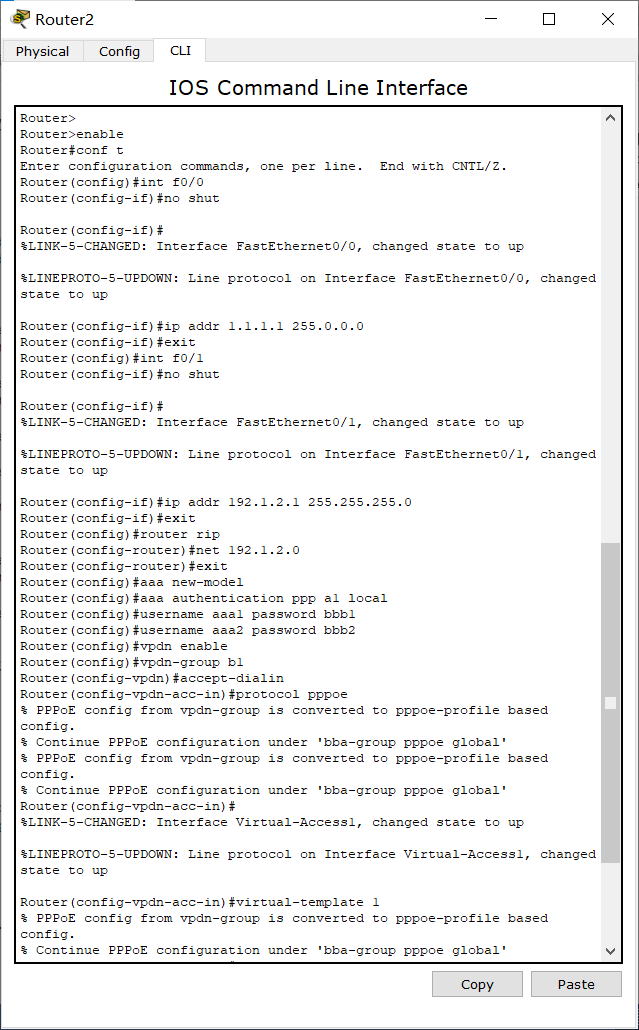 Router2
Physical Config CLI
IOS Command Line Interface
Router>
Router>enable
Router#conf t
Enter configuration commands, one per line.  End with CNTL/Z.
Router(config)#int f0/0
Router(config-if)#no shut
Router(config-if)#
%LINK-5-CHANGED: Interface FastEthernet0/0, changed state to up
%LINEPROTO-5-UPDOWN: Line protocol on Interface FastEthernet0/0, changed
state to up
Router(config-if)#ip addr 1.1.1.1 255.0.0.0
Router(config-if)#exit
Router(config)#int f0/1
Router(config-if)#no shut
Router(config-if)#
%LINK-5-CHANGED: Interface FastEthernet0/1, changed state to up
%LINEPROTO-5-UPDOWN: Line protocol on Interface FastEthernet0/1, changed
state to up
Router(config-if)#ip addr 192.1.2.1 255.255.255.0
Router(config-if)#exit
Router(config)#router rip
Router(config-router)#net 192.1.2.0
Router(config-router)#exit
Router(config)#aaa new-model
Router(config)#aaa authentication ppp a1 local
Router(config)#username aaa1 password bbb1
Router(config)#username aaa2 password bbb2
Router(config)#vpdn enable
Router(config)#vpdn-group b1
Router(config-vpdn)#accept-dialin
Router(config-vpdn-acc-in)#protocol pppoe
% PPPoE config from vpdn-group is converted to pppoe-profile based
config.
% Continue PPPoE configuration under 'bba-group pppoe global'
% PPPoE config from vpdn-group is converted to pppoe-profile based
config.
% Continue PPPoE configuration under 'bba-group pppoe global'
Router(config-vpdn-acc-in)#
%LINK-5-CHANGED: Interface Virtual-Access1, changed state to up
%LINEPROTO-5-UPDOWN: Line protocol on Interface Virtual-Access1, changed
state to up
Router(config-vpdn-acc-in)#virtual-template 1
% PPPoE config from vpdn-group is converted to pppoe-profile based
config.
% Continue PPPoE configuration under 'bba-group pppoe global'
Copy Paste